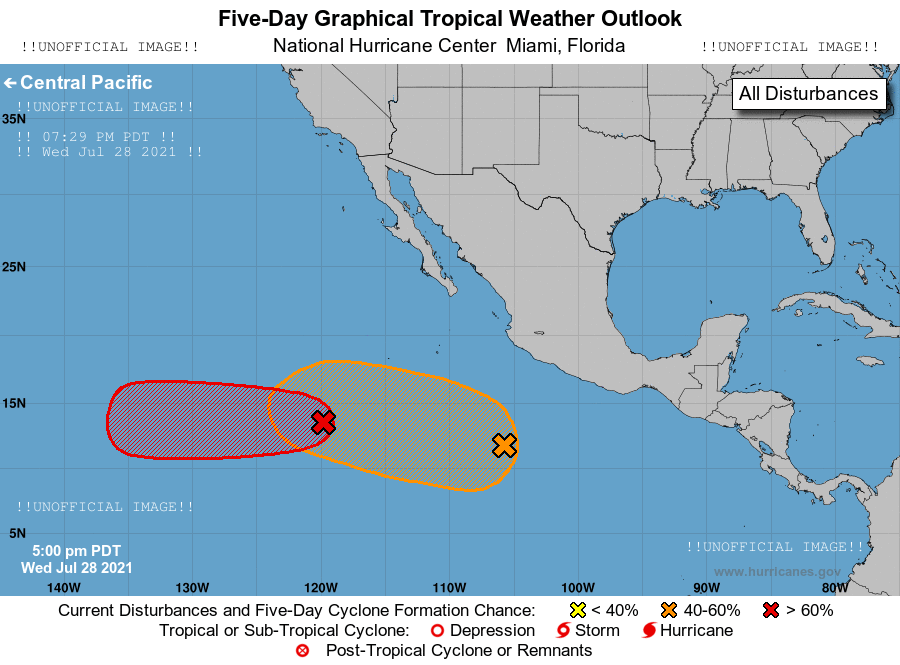 Five-Day Graphical Tropical Weather Outlook
!!UNOFFICIAL IMAGE!! National Hurricane Center Miami, Florida !!UNOFFICIAL IMAGE!!
← Central Pacific
All Disturbances
!!UNOFFICIAL IMAGE!!
35N
!! 07:29 PM PDT !!
!! Wed Jul 28 2021 !!
25N
15N
!!UNOFFICIAL IMAGE!!
5N
5:00 pm PDT
Wed Jul 28 2021
!!UNOFFICIAL IMAGE!!
www.hurricanes.gov
140W 130W 120W 110W 100W 90W 80W
Current Disturbances and Five-Day Cyclone Formation Chance: < 40% 40-60% > 60%
Tropical or Sub-Tropical Cyclone: Depression Storm Hurricane
Post-Tropical Cyclone or Remnants